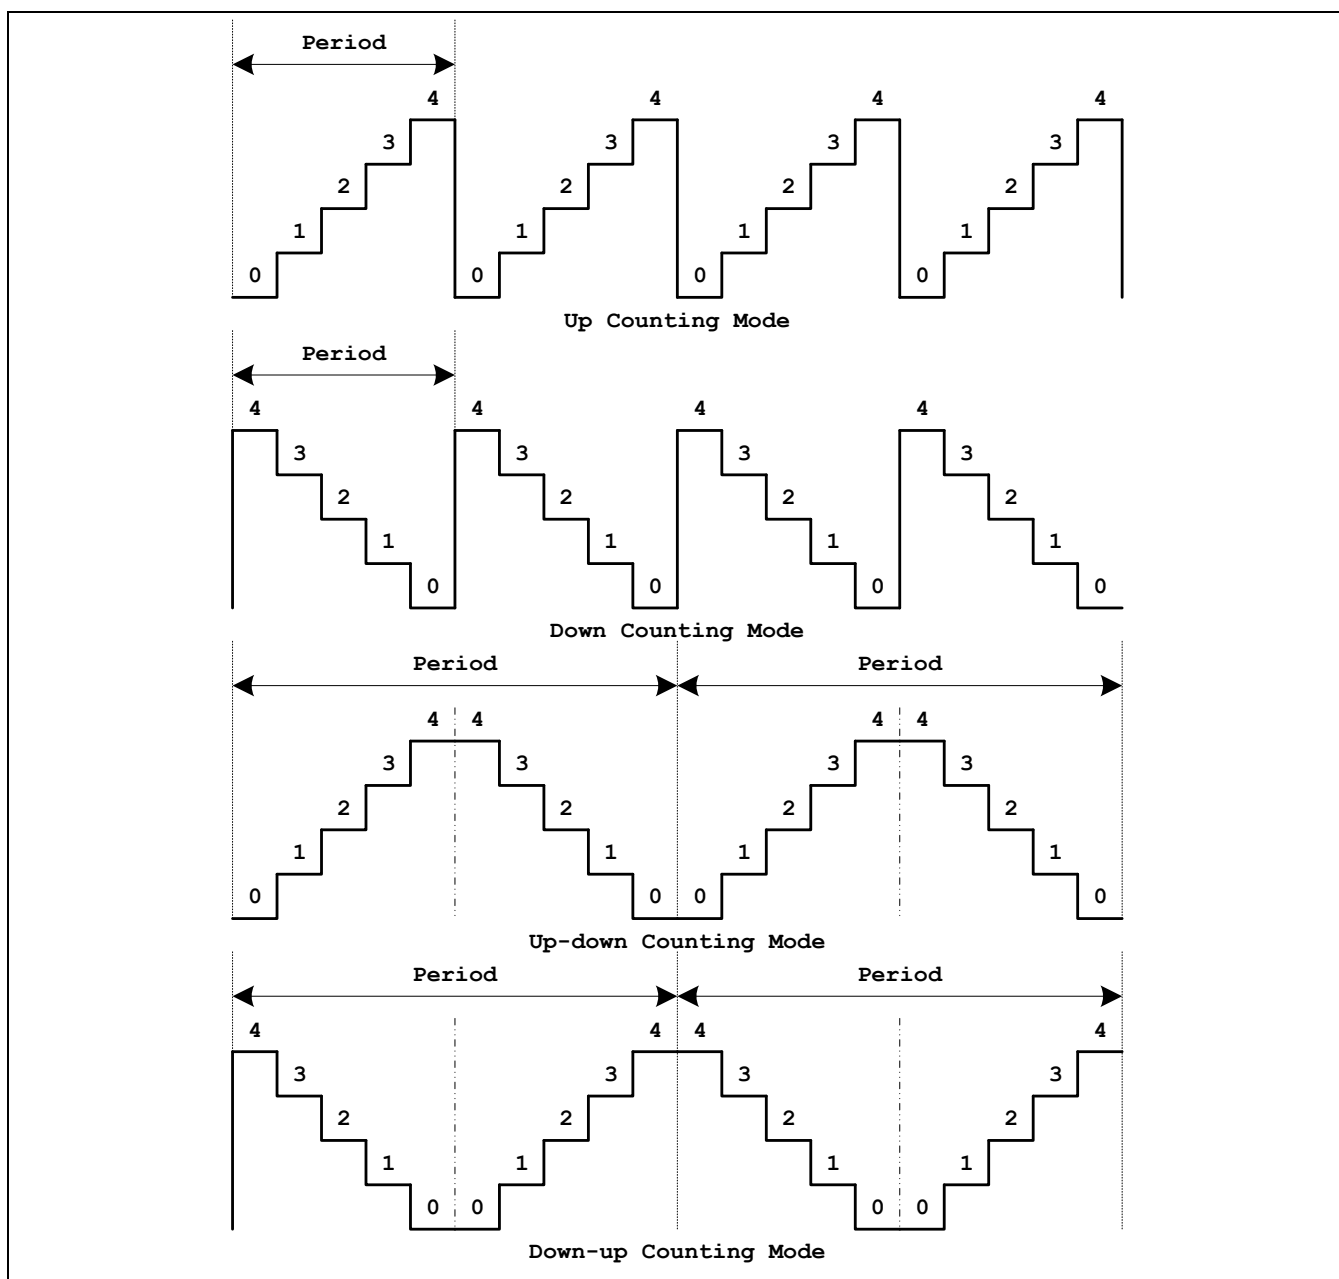 Period
4 4 4 4
3 3 3 3
2 2 2 2
1 1 1 1
0 0 0 0
Up Counting Mode
Period
4 4 4 4
3 3 3 3
2 2 2 2
1 1 1 1
0 0 0 0
Down Counting Mode
Period Period
4 4 4 4
3 3 3 3
2 2 2 2
1 1 1 1
0 0 0 0
Up-down Counting Mode
Period Period
4 4 4 4
3 3 3 3
2 2 2 2
1 1 1 1
0 0 0 0
Down-up Counting Mode